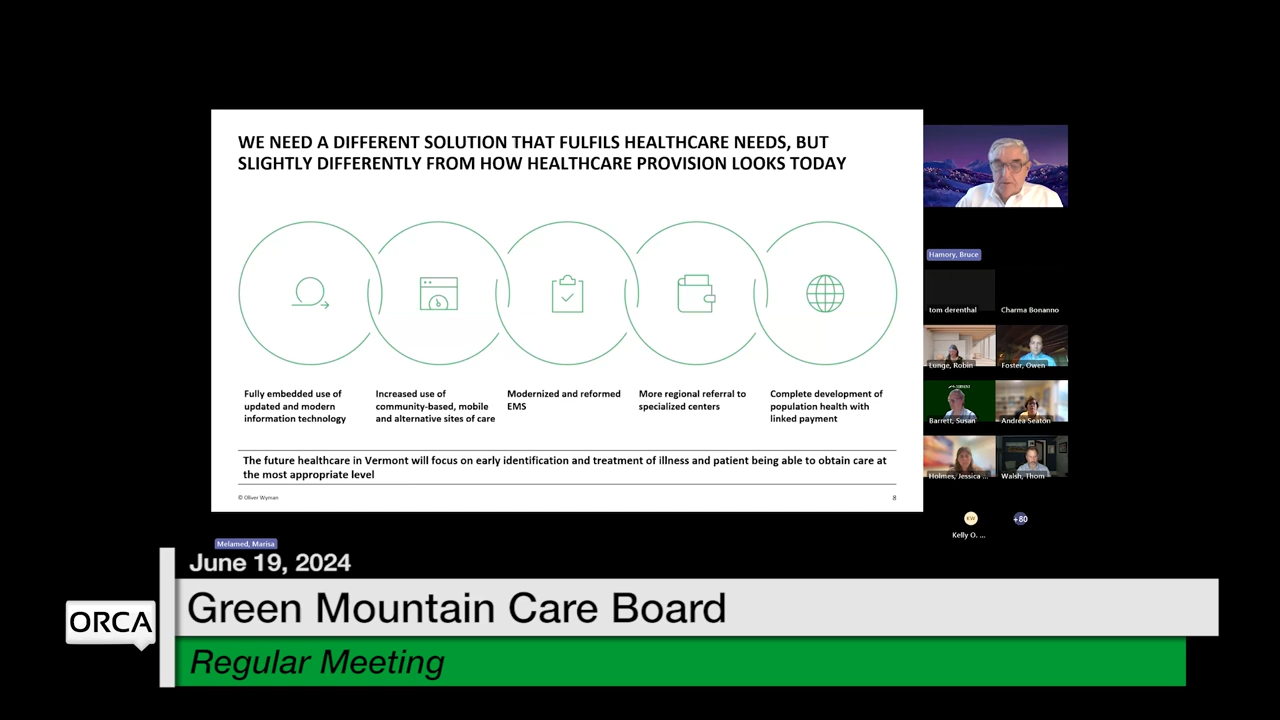 WE NEED A DIFFERENT SOLUTION THAT FULFILS HEALTHCARE NEEDS, BUT
SLIGHTLY DIFFERENTLY FROM HOW HEALTHCARE PROVISION LOOKS TODAY
Fully embedded use of
updated and modern
information technology
Increased use of
community-based, mobile
and alternative sites of care
Modernized and reformed
EMS
More regional referral to
specialized centers
Complete development of
population health with
linked payment
The future healthcare in Vermont will focus on early identification and treatment of illness and patient being able to obtain care at
the most appropriate level
© Oliver Wyman
8
Hamory, Bruce
tom derenthal
Charma Bonanno
Lunge, Robin
Foster, Owen
Barrett, Susan
Andrea Seaton
Holmes, Jessica ...
Walsh, Thom
KW
+80
Kelly O. ...
Melamed, Marisa
June 19, 2024
ORCA
Green Mountain Care Board
Regular Meeting